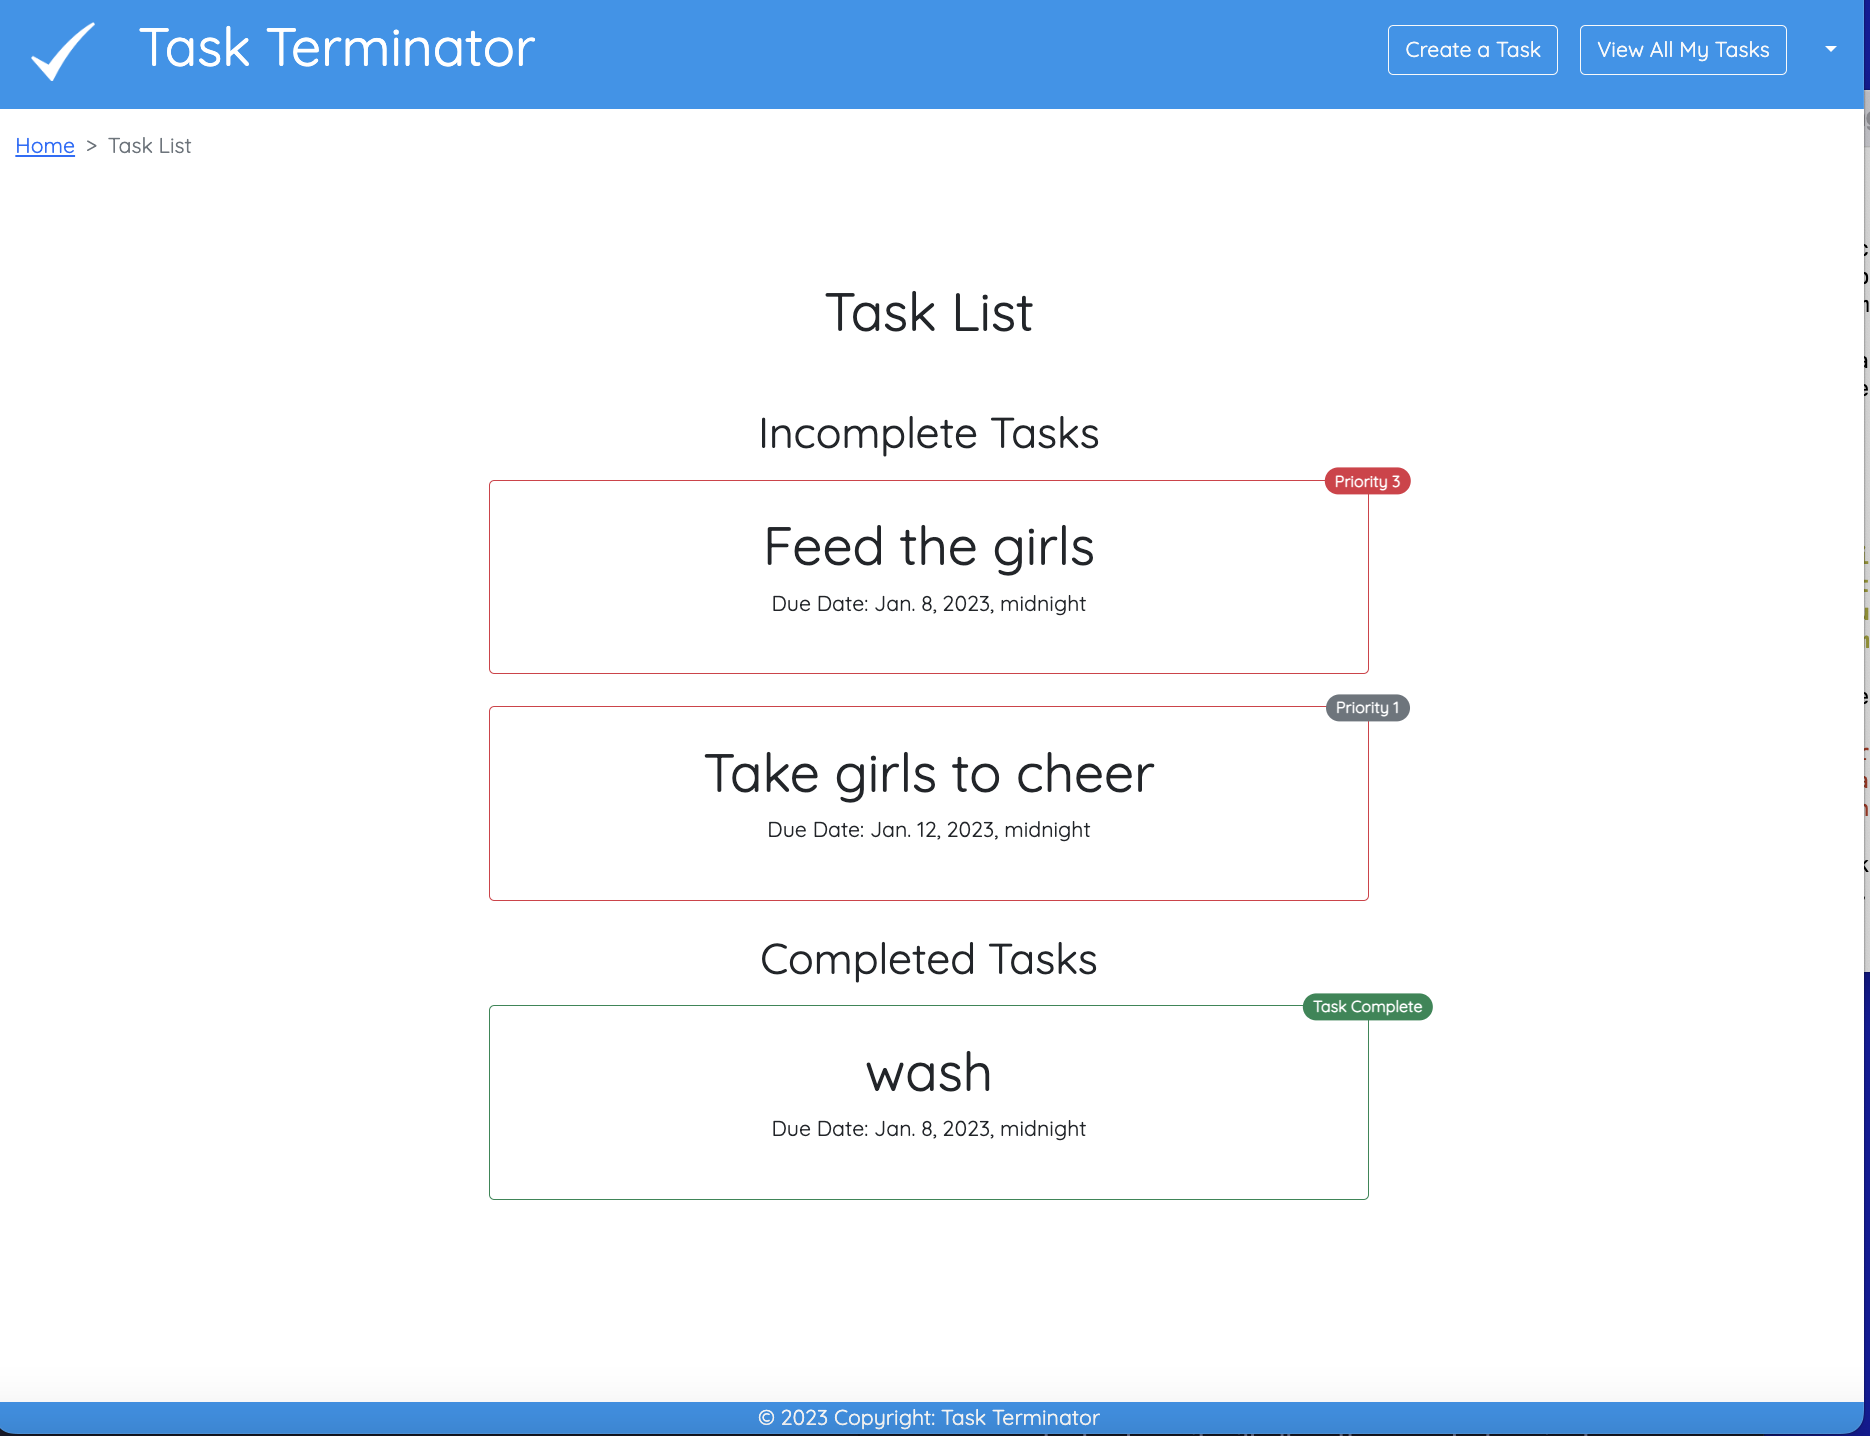 Task Terminator
Create a Task
View All My Tasks
Home > Task List
Task List
Incomplete Tasks
Priority 3
Feed the girls
Due Date: Jan. 8, 2023, midnight
Priority 1
Take girls to cheer
Due Date: Jan. 12, 2023, midnight
Completed Tasks
Task Complete
wash
Due Date: Jan. 8, 2023, midnight
© 2023 Copyright: Task Terminator